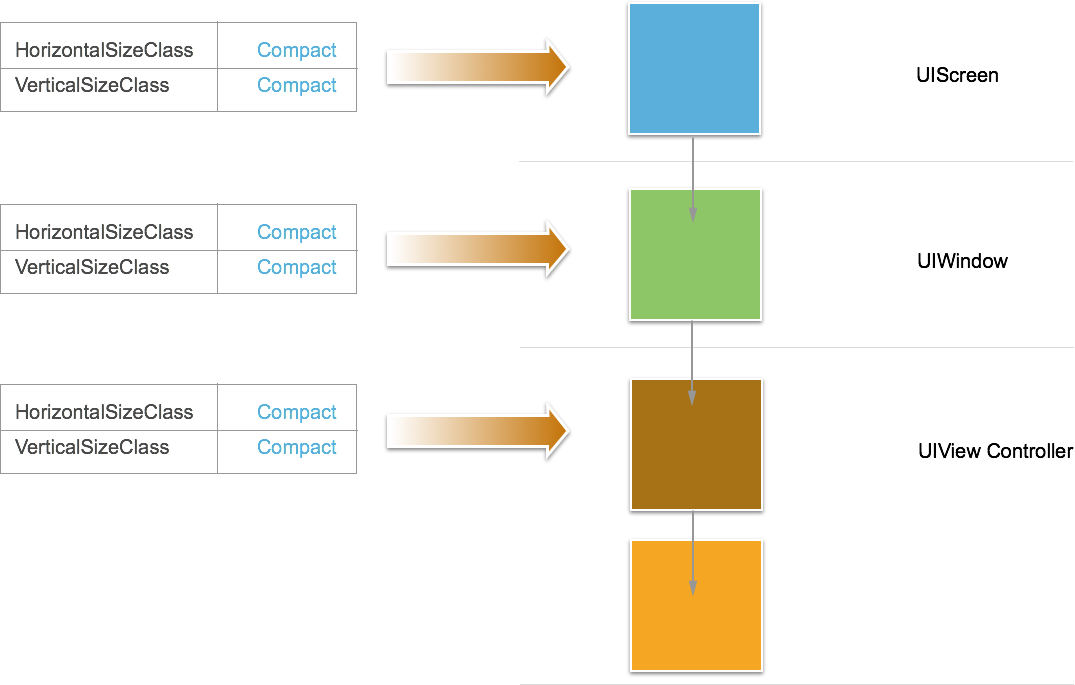 HorizontalSizeClass Compact
VerticalSizeClass Compact
UIScreen
HorizontalSizeClass Compact
VerticalSizeClass Compact
UIWindow
HorizontalSizeClass Compact
VerticalSizeClass Compact
UIView Controller